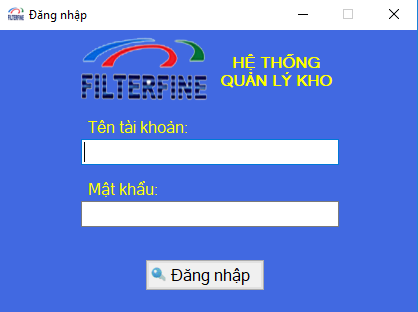 Đăng nhập
FILTERFINE
HỆ THỐNG
QUẢN LÝ KHO
Tên tài khoản:
Mật khẩu:
Đăng nhập